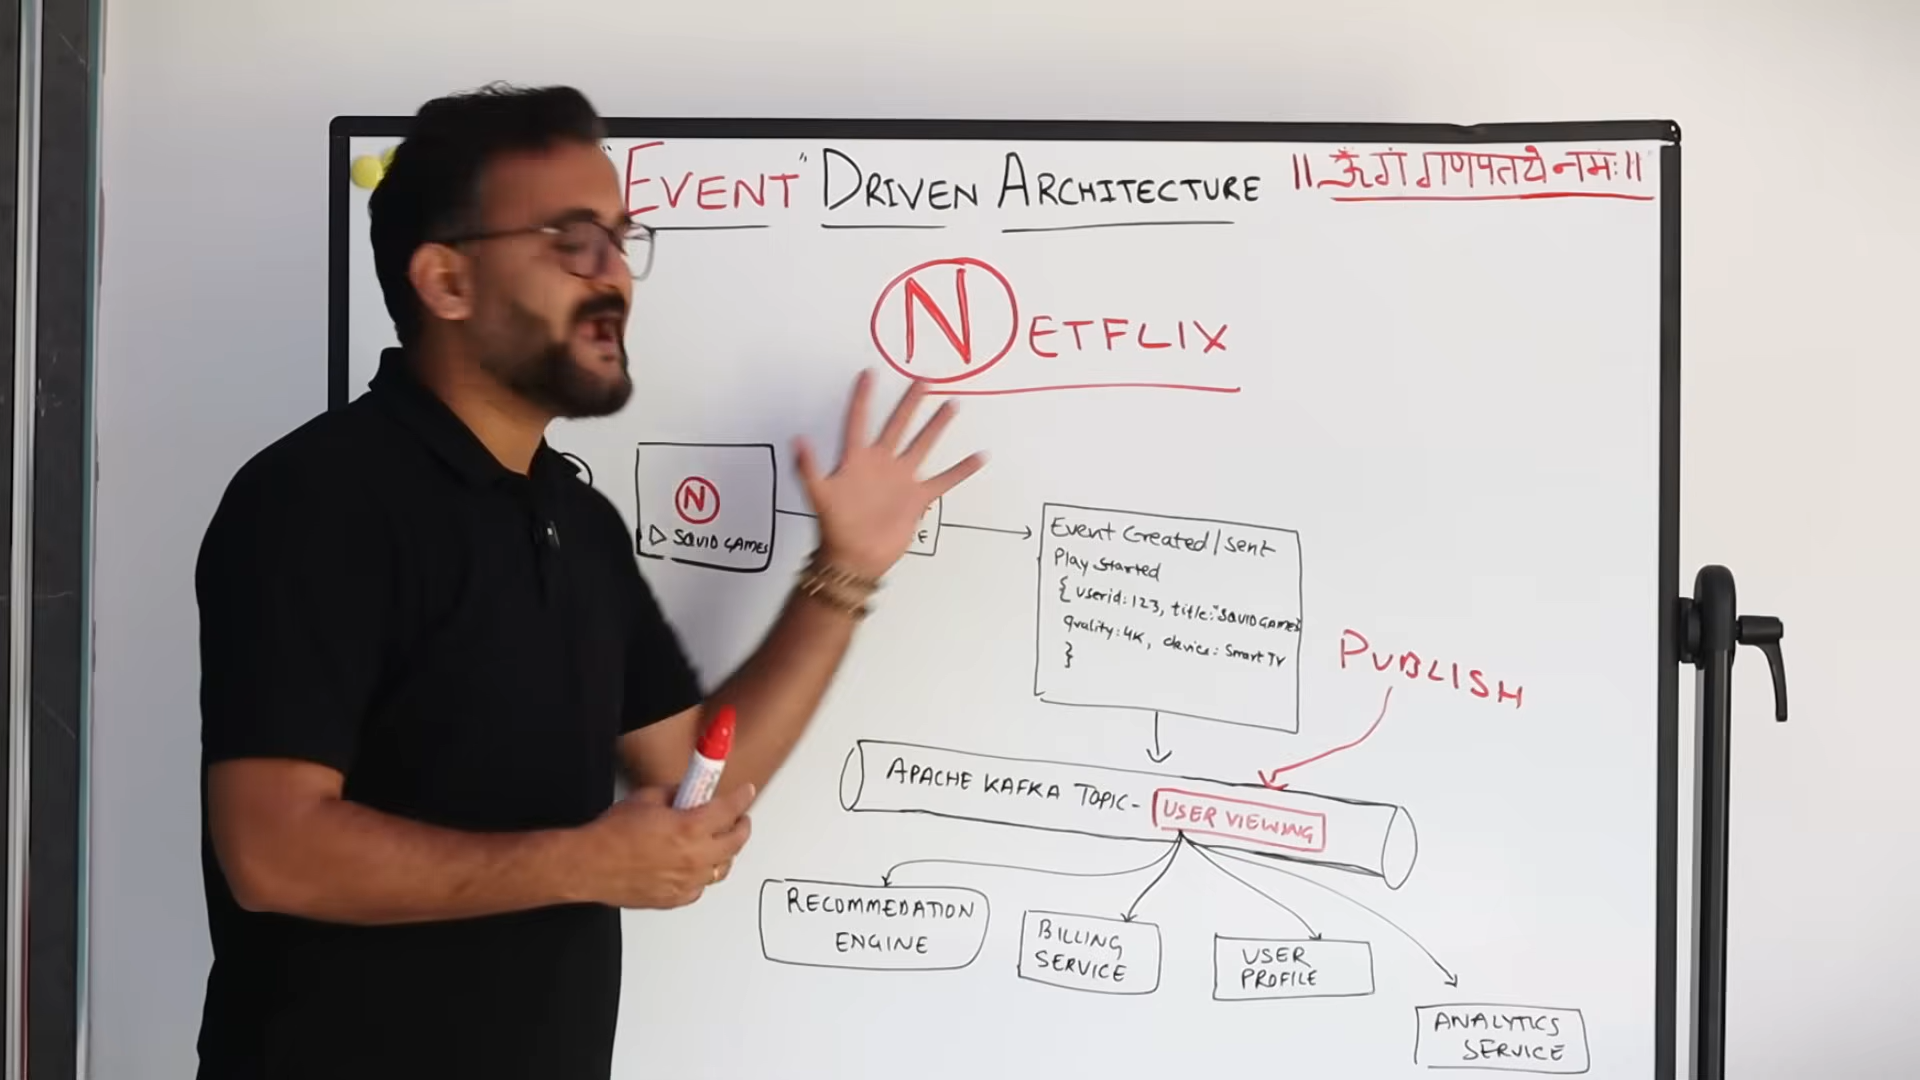 "EVENT" DRIVEN ARCHITECTURE
॥ ॐ गं गणपतये नमः ॥
NETFLIX
N
▷ SQUID GAMES
E
Event Created/Sent
Play Started
{ userid: 123, title: "SQUID GAMES
quality: 4K, device: Smart TV
}
PUBLISH
APACHE KAFKA TOPIC- USER VIEWING
RECOMMEDATION
ENGINE
BILLING
SERVICE
USER
PROFILE
ANALYTICS
SERVICE